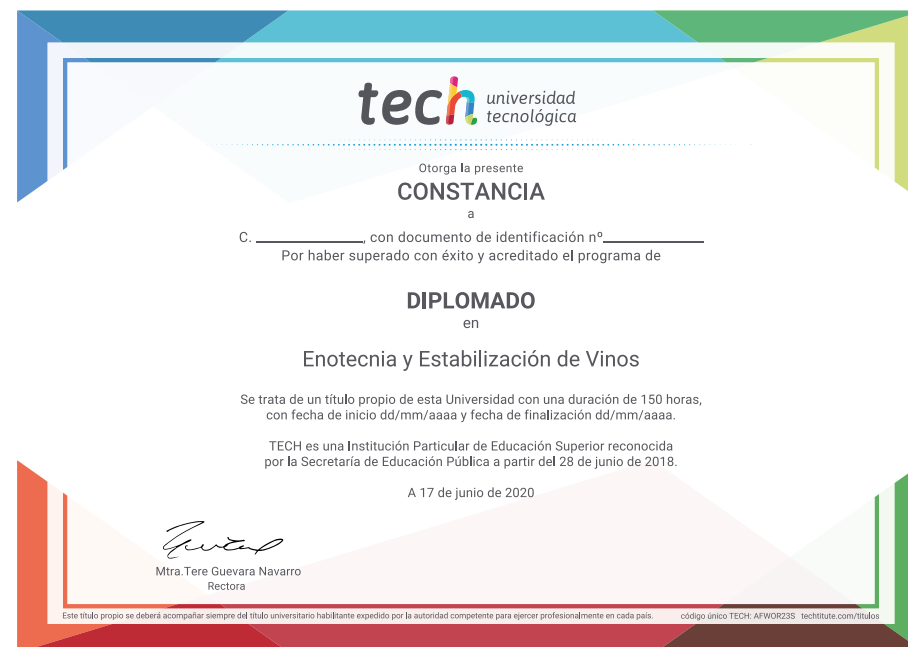 tech universidad
tecnológica
Otorga la presente
CONSTANCIA
a
C. ____________, con documento de identificación nº____________
Por haber superado con éxito y acreditado el programa de
DIPLOMADO
en
Enotecnia y Estabilización de Vinos
Se trata de un título propio de esta Universidad con una duración de 150 horas,
con fecha de inicio dd/mm/aaaa y fecha de finalización dd/mm/aaaa.
TECH es una Institución Particular de Educación Superior reconocida
por la Secretaría de Educación Pública a partir del 28 de junio de 2018.
A 17 de junio de 2020
Mtra.Tere Guevara Navarro
Rectora
Este título propio se deberá acompañar siempre del título universitario habilitante expedido por la autoridad competente para ejercer profesionalmente en cada país. código único TECH: AFWOR23S techtitute.com/títulos